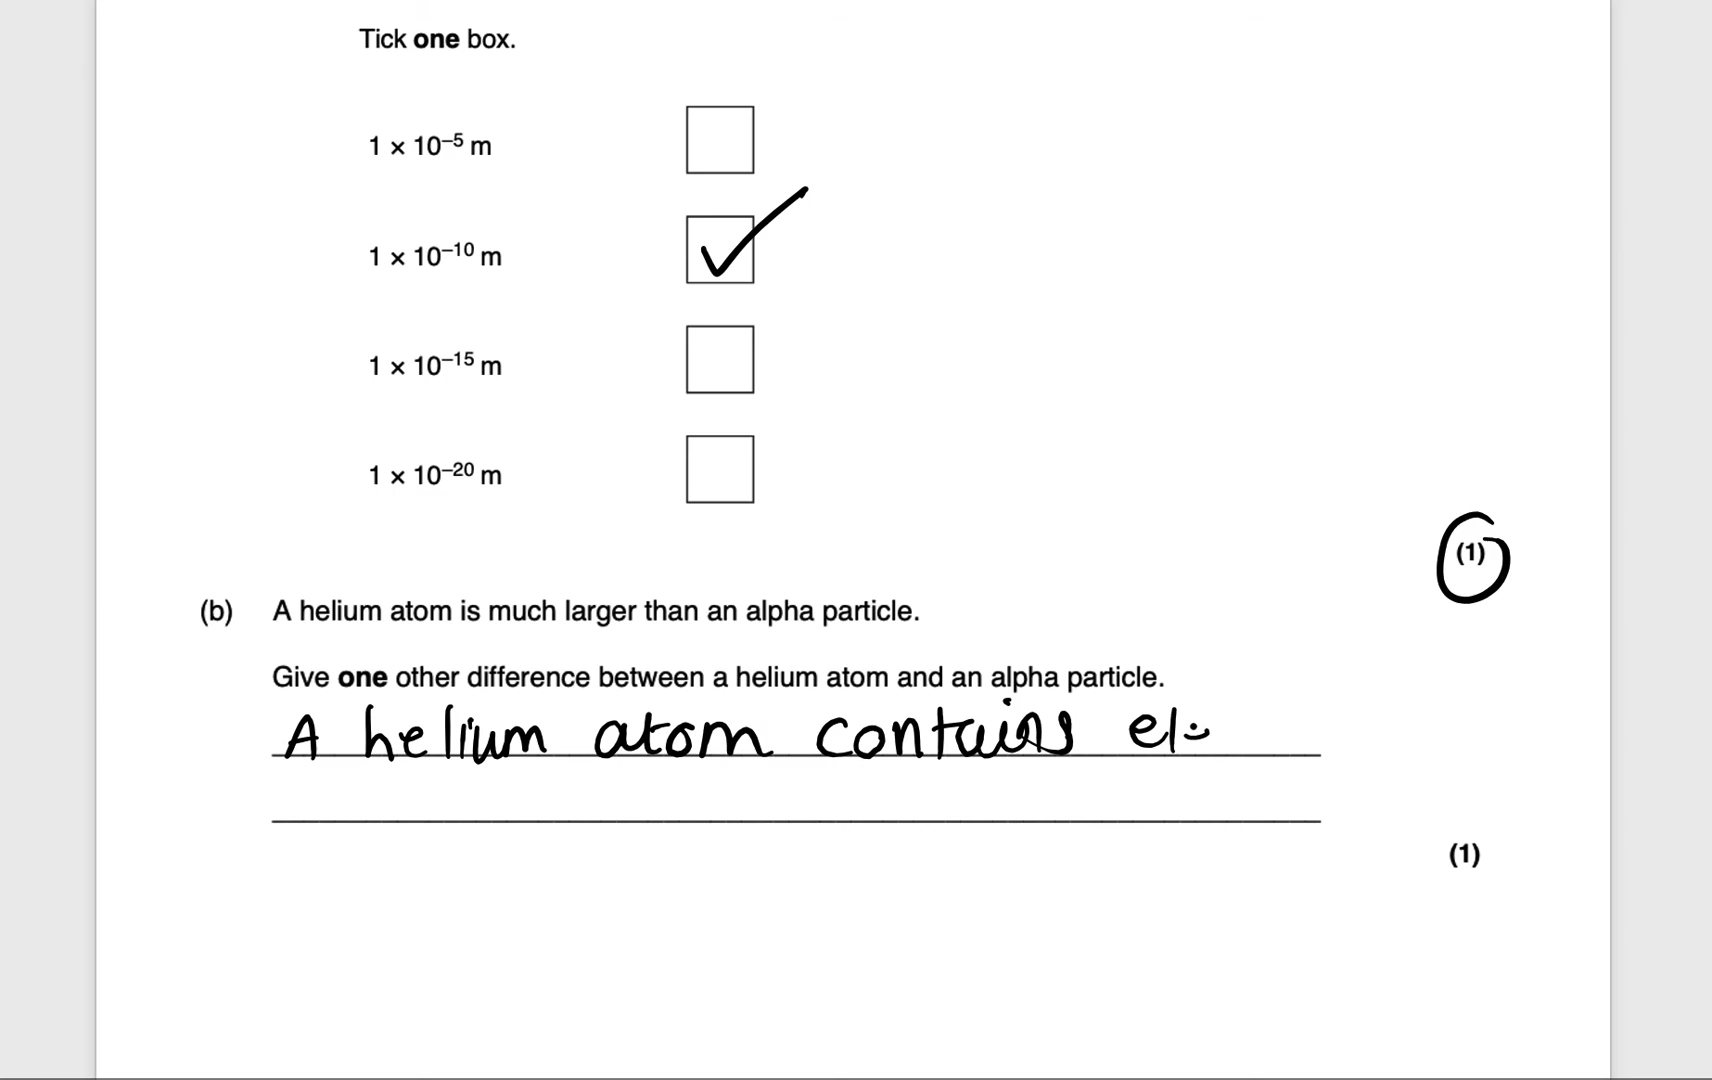 Tick one box.
1 × 10⁻⁵ m
1 × 10⁻¹⁰ m
1 × 10⁻¹⁵ m
1 × 10⁻²⁰ m
(1)
(b) A helium atom is much larger than an alpha particle.
Give one other difference between a helium atom and an alpha particle.
A helium atom contains
(1)